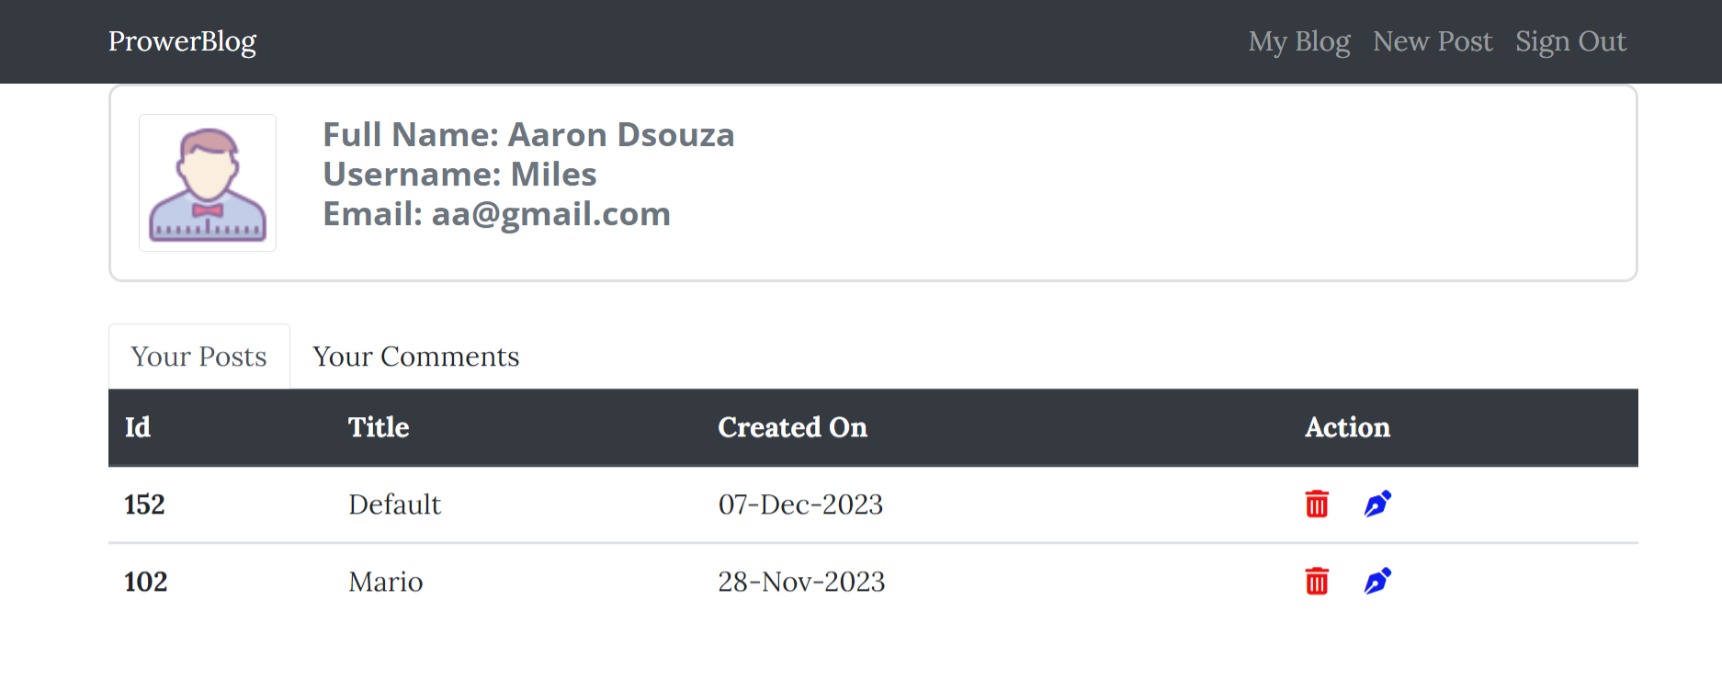 ProwerBlog My Blog New Post Sign Out
Full Name: Aaron Dsouza
Username: Miles
Email: aa@gmail.com
Your Posts Your Comments
Id Title Created On Action
152 Default 07-Dec-2023
102 Mario 28-Nov-2023